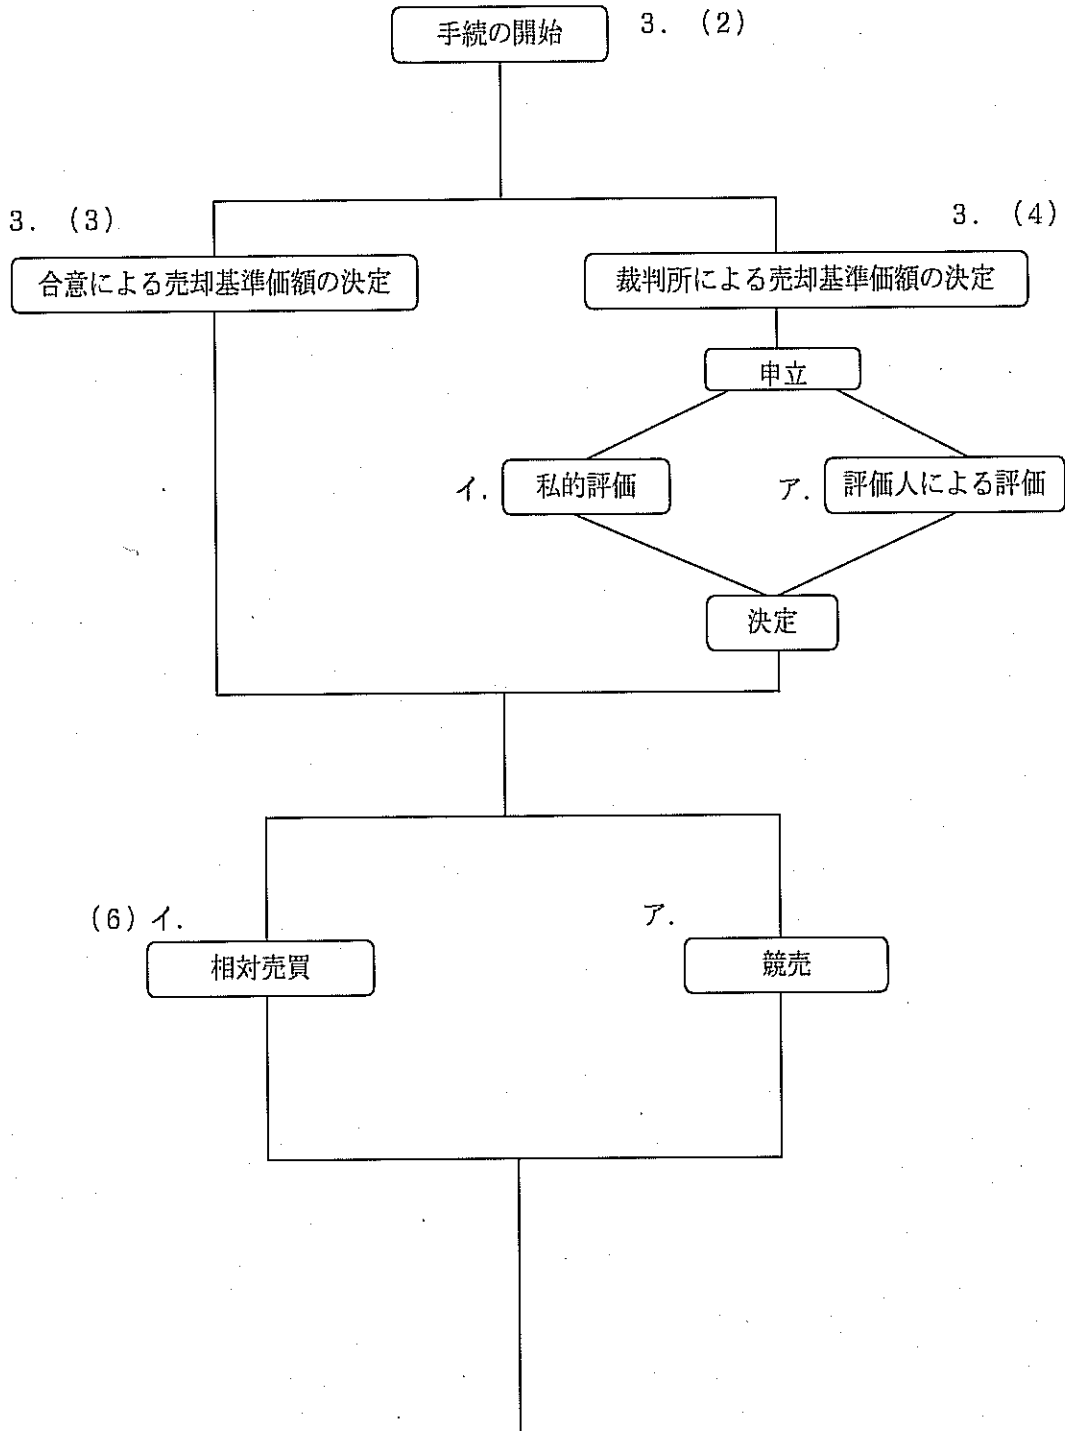 手続の開始 3. (2)
3. (3) 3. (4)
合意による売却基準価額の決定 裁判所による売却基準価額の決定
申立
イ. 私的評価 ア. 評価人による評価
決定
(6) イ. ア.
相対売買 競売